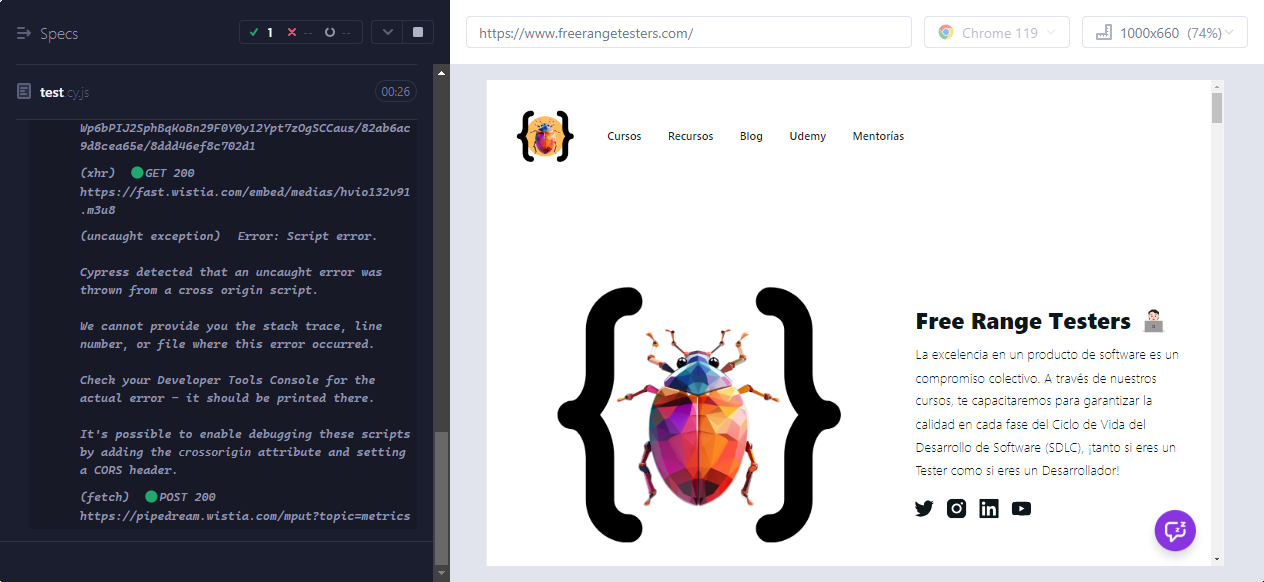 Specs
1
--
--
test cy.js
00:26
Wp6bPIJ2SphBqKoBn29F0Y0y12Ypt7zOgSCCaus/82ab6ac
9d8cea65e/8ddd46ef8c702d1
(xhr) GET 200
https://fast.wistia.com/embed/medias/hvio132v91
.m3u8
(uncaught exception) Error: Script error.
Cypress detected that an uncaught error was
thrown from a cross origin script.
We cannot provide you the stack trace, line
number, or file where this error occurred.
Check your Developer Tools Console for the
actual error - it should be printed there.
It's possible to enable debugging these scripts
by adding the crossorigin attribute and setting
a CORS header.
(fetch) POST 200
https://pipedream.wistia.com/mput?topic=metrics
https://www.freerangetesters.com/
Chrome 119
1000x660 (74%)
Cursos
Recursos
Blog
Udemy
Mentorías
Free Range Testers
La excelencia en un producto de software es un
compromiso colectivo. A través de nuestros
cursos, te capacitaremos para garantizar la
calidad en cada fase del Ciclo de Vida del
Desarrollo de Software (SDLC), ¡tanto si eres un
Tester como si eres un Desarrollador!